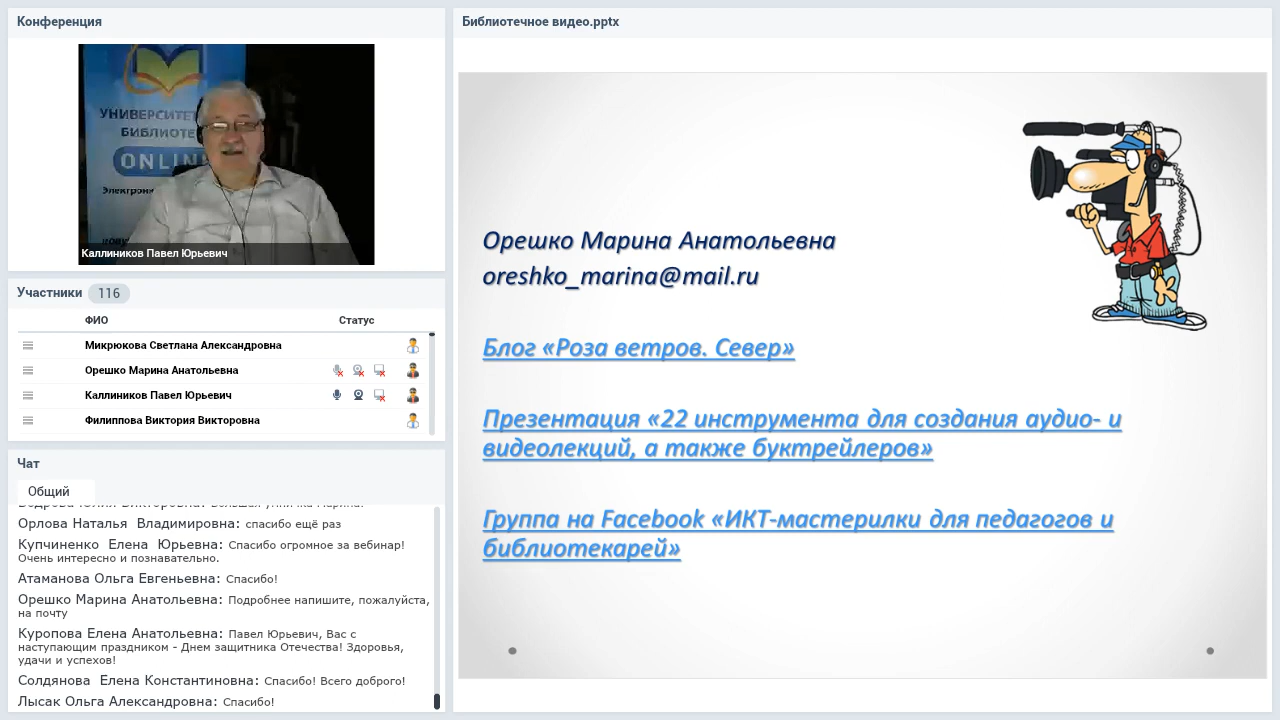 Конференция
УНИВЕРСИТЕТ
БИБЛИОТЕ
ONLINE
Электронн
Каллиников Павел Юрьевич
Участники 116
ФИО Статус
Микрюкова Светлана Александровна
Орешко Марина Анатольевна
Каллиников Павел Юрьевич
Филиппова Виктория Викторовна
Чат
Общий
Орлова Наталья Владимировна: спасибо ещё раз
Купчиненко Елена Юрьевна: Спасибо огромное за вебинар!
Очень интересно и познавательно.
Атаманова Ольга Евгеньевна: Спасибо!
Орешко Марина Анатольевна: Подробнее напишите, пожалуйста,
на почту
Куропова Елена Анатольевна: Павел Юрьевич, Вас с
наступающим праздником - Днем защитника Отечества! Здоровья,
удачи и успехов!
Солдянова Елена Константиновна: Спасибо! Всего доброго!
Лысак Ольга Александровна: Спасибо!
Библиотечное видео.pptx
Орешко Марина Анатольевна
oreshko_marina@mail.ru
Блог «Роза ветров. Север»
Презентация «22 инструмента для создания аудио- и
видеолекций, а также буктрейлеров»
Группа на Facebook «ИКТ-мастерилки для педагогов и
библиотекарей»